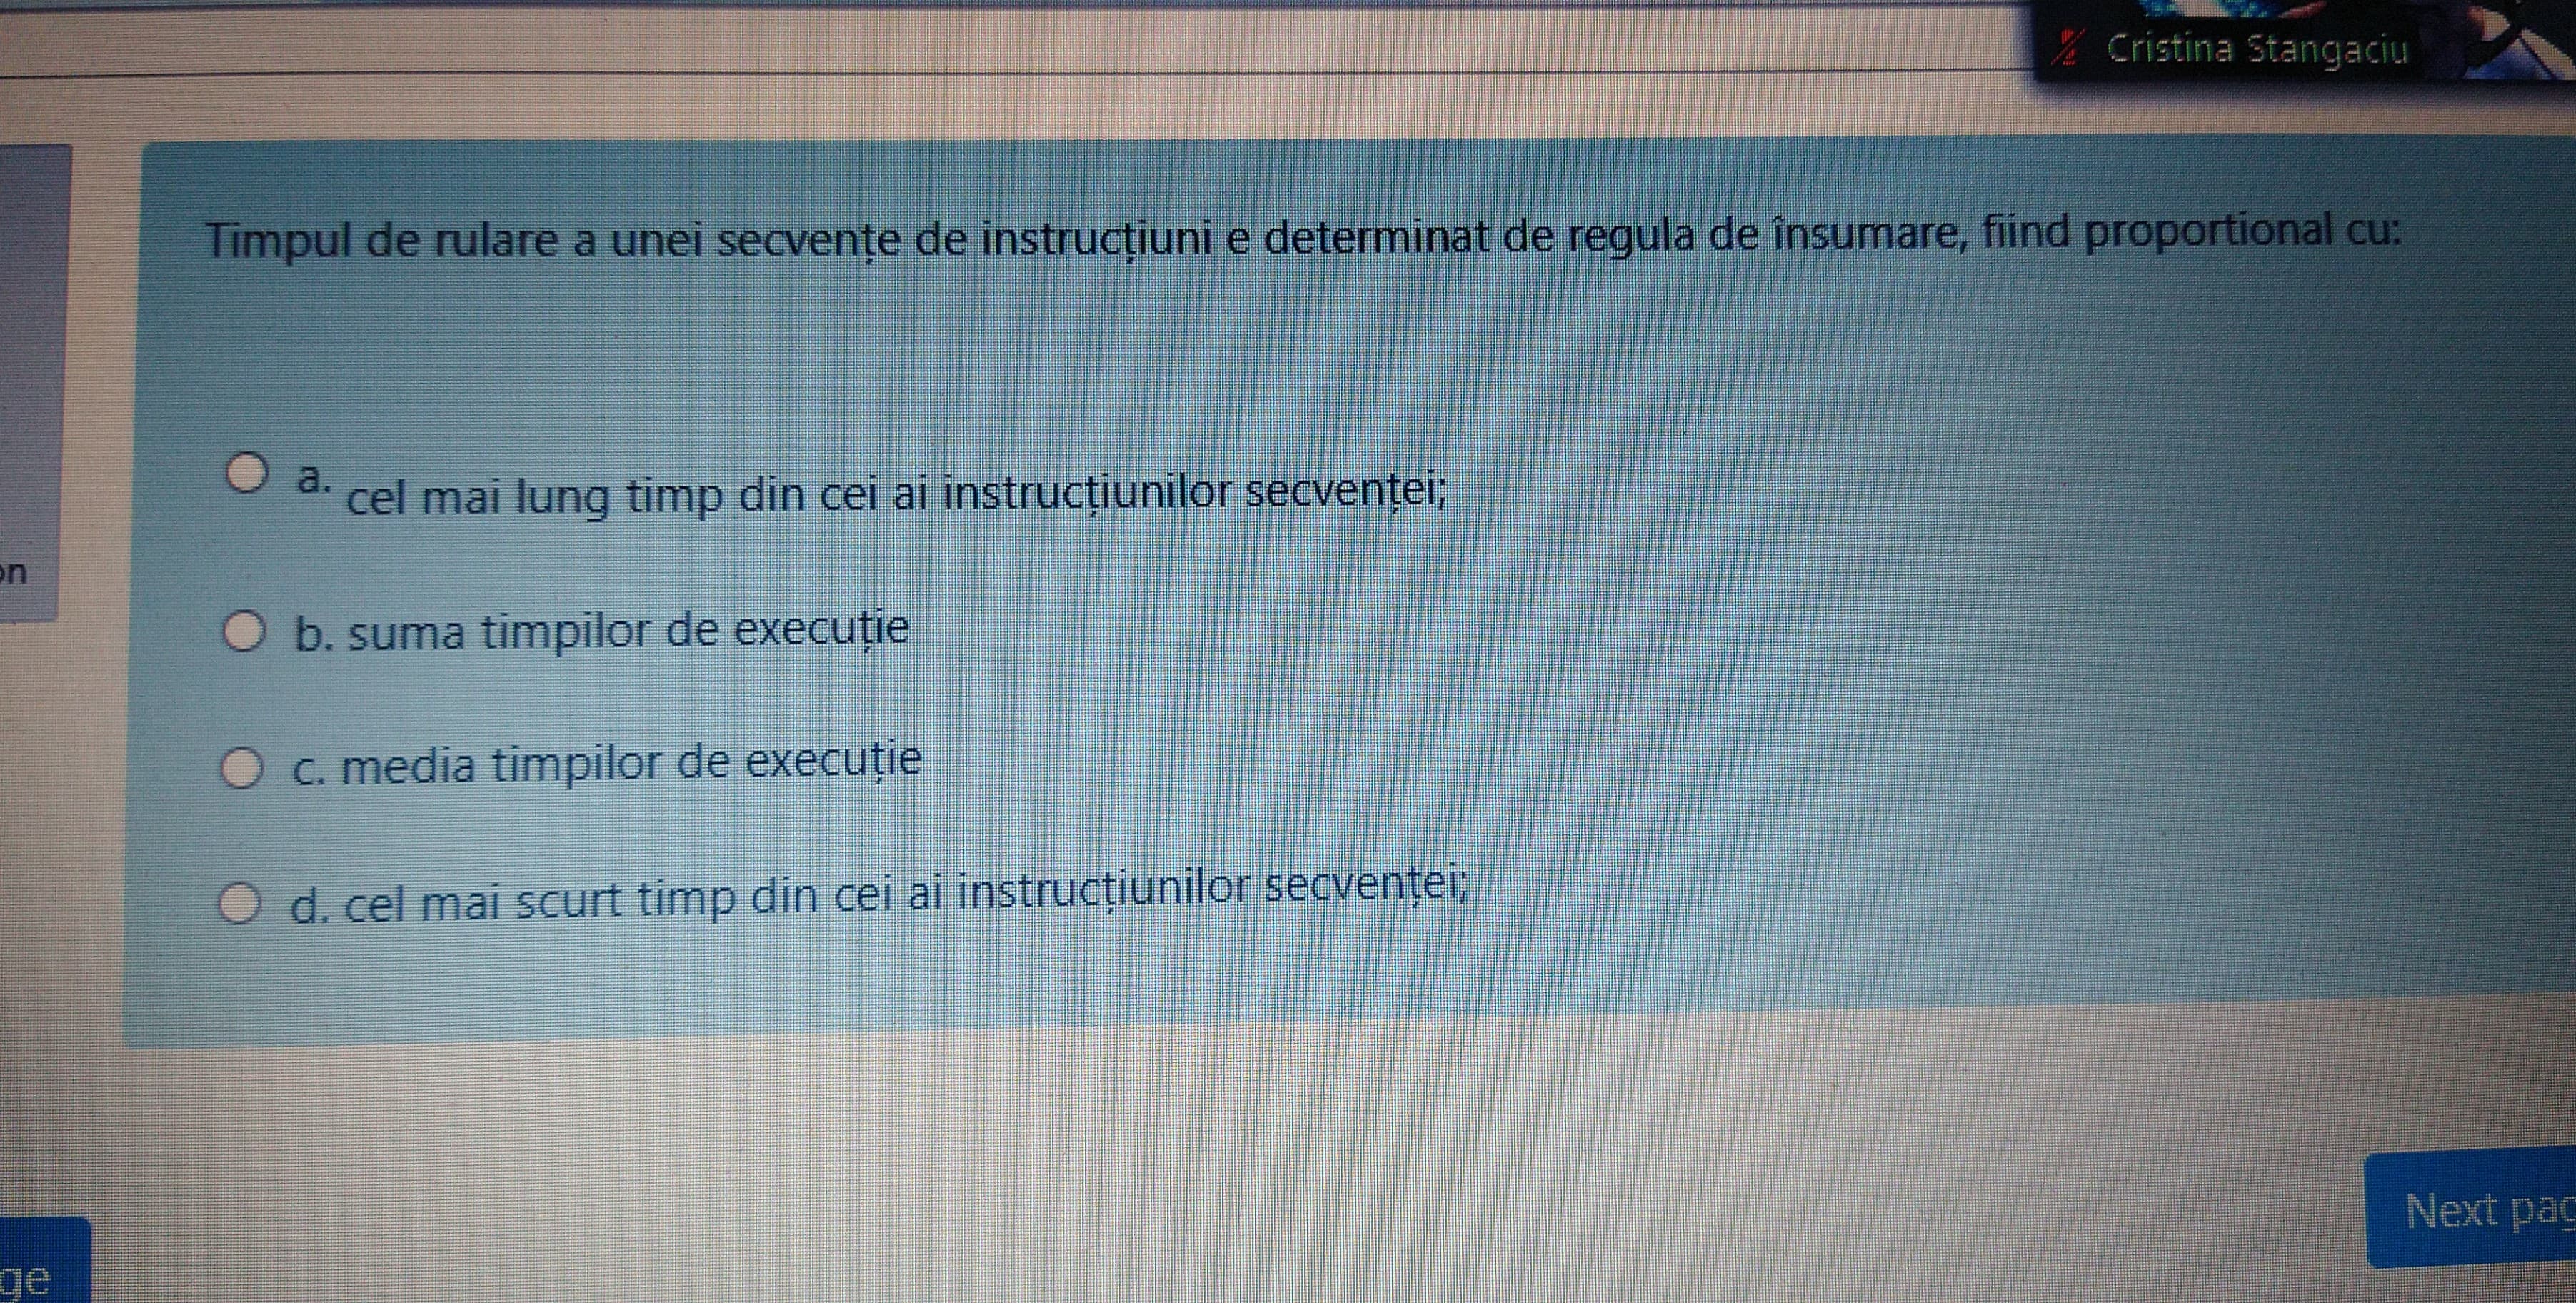 Cristina Stangaciu
Timpul de rulare a unei secvențe de instrucțiuni e determinat de regula de însumare, fiind proportional cu:
a. cel mai lung timp din cei ai instrucțiunilor secvenței;
on
b. suma timpilor de execuție
c. media timpilor de execuție
d. cel mai scurt timp din cei ai instrucțiunilor secvenței;
Next pag
ge